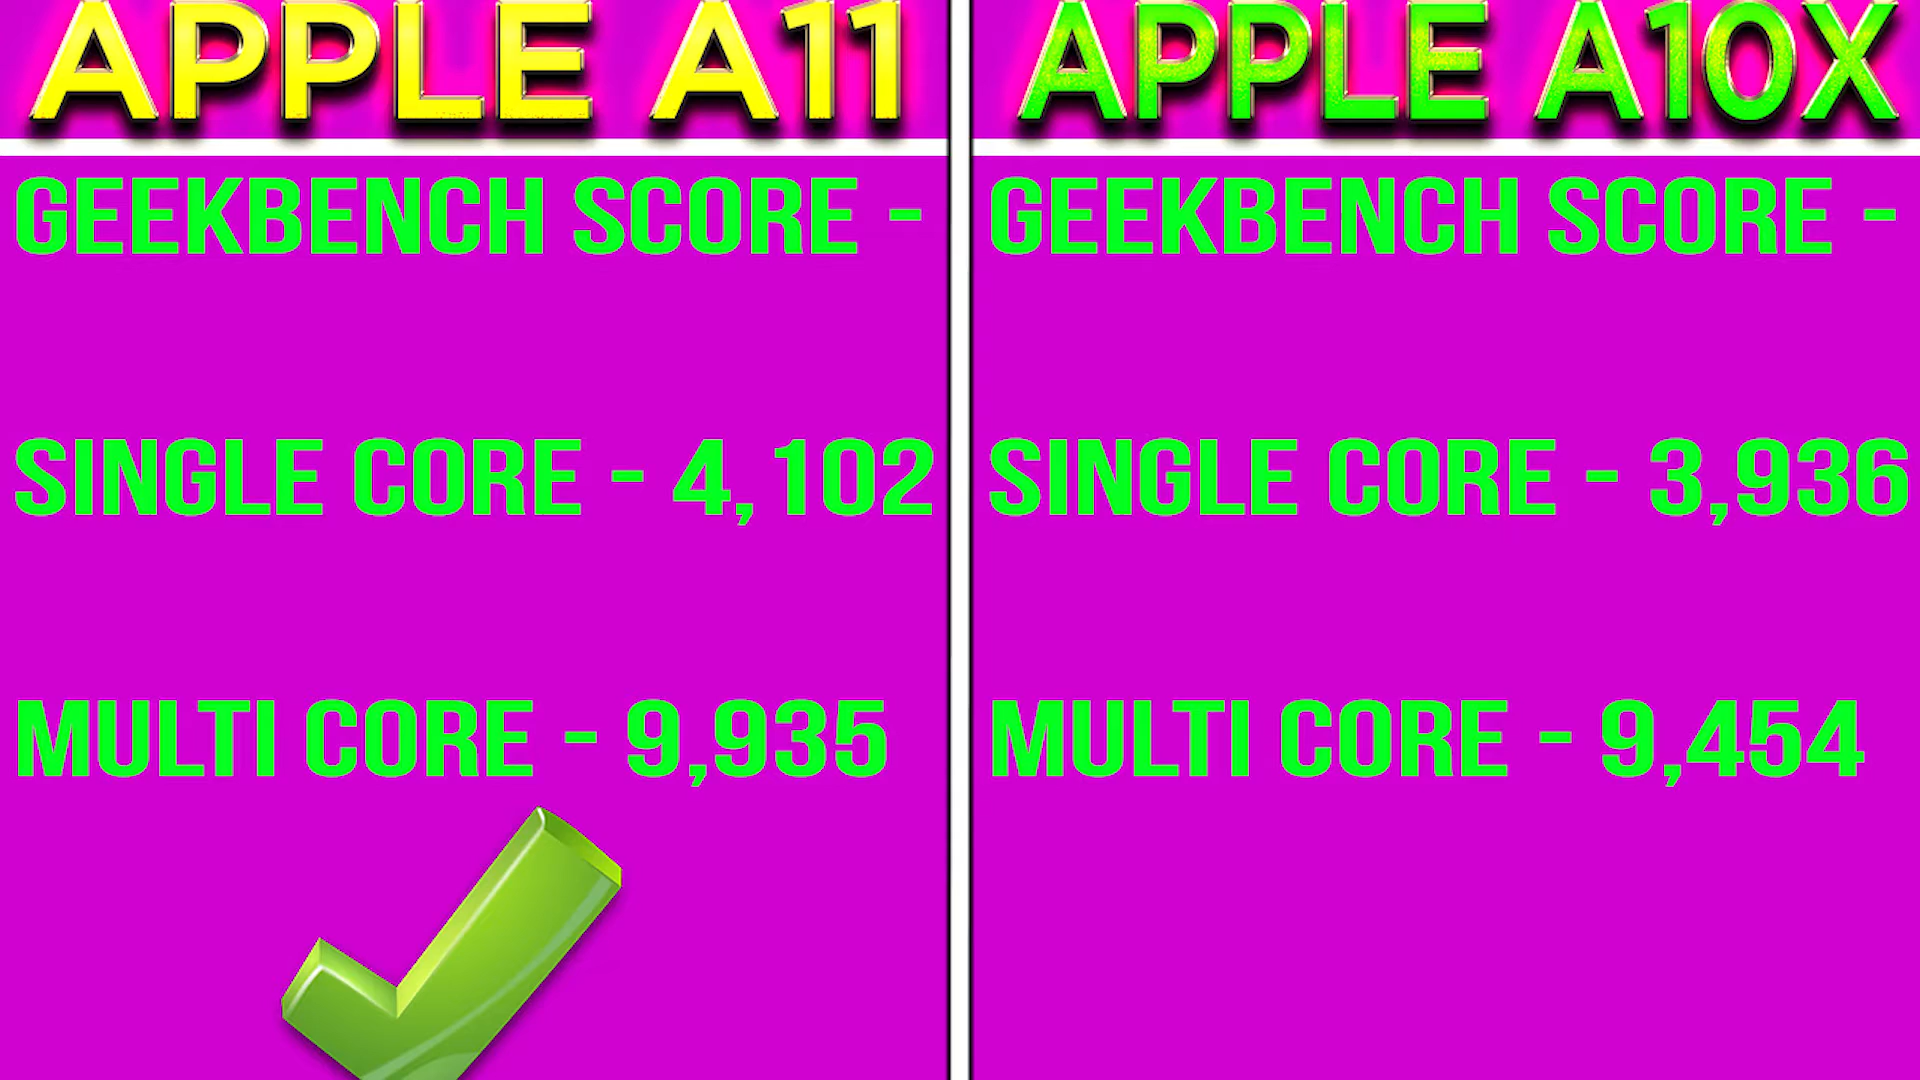 APPLE A11
GEEKBENCH SCORE -
SINGLE CORE - 4,102
MULTI CORE - 9,935
APPLE A10X
GEEKBENCH SCORE -
SINGLE CORE - 3,936
MULTI CORE - 9,454